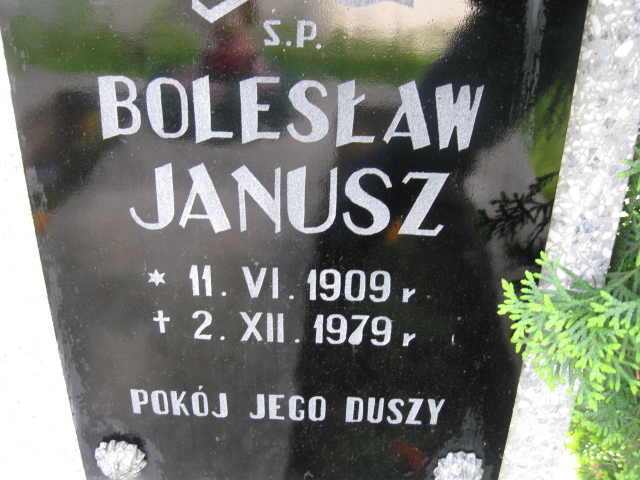 Ś.P.
BOLESŁAW
JANUSZ
* 11. VI. 1909 r
+ 2. XII. 1979 r
POKÓJ JEGO DUSZY